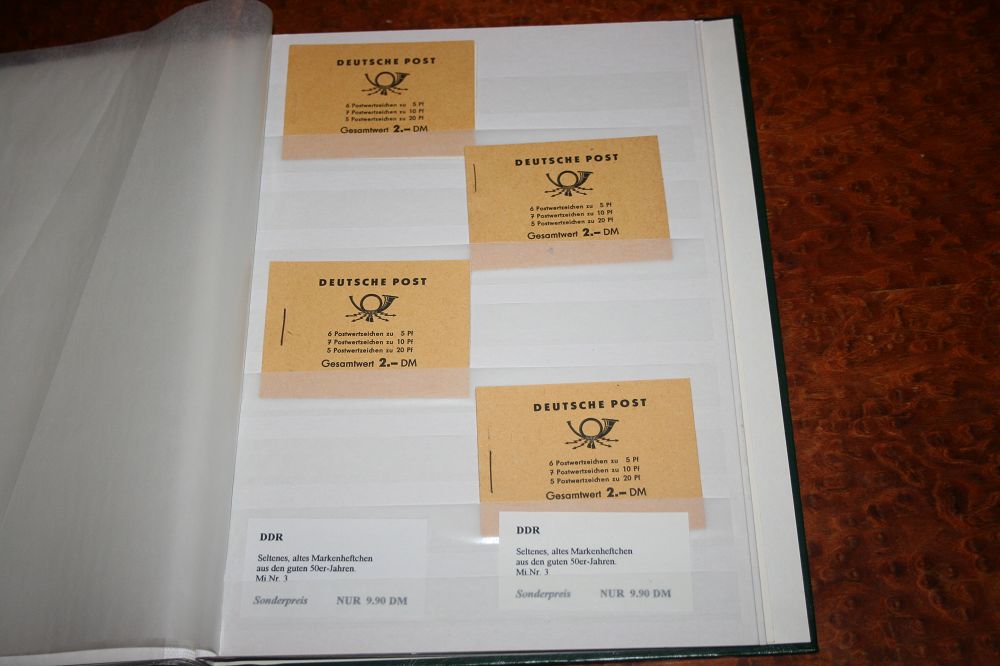 DEUTSCHE POST
6 Postwertzeichen zu 5 Pf
7 Postwertzeichen zu 10 Pf
5 Postwertzeichen zu 20 Pf
Gesamtwert 2.– DM
DEUTSCHE POST
6 Postwertzeichen zu 5 Pf
7 Postwertzeichen zu 10 Pf
5 Postwertzeichen zu 20 Pf
Gesamtwert 2.– DM
DEUTSCHE POST
6 Postwertzeichen zu 5 Pf
7 Postwertzeichen zu 10 Pf
5 Postwertzeichen zu 20 Pf
Gesamtwert 2.– DM
DEUTSCHE POST
6 Postwertzeichen zu 5 Pf
7 Postwertzeichen zu 10 Pf
5 Postwertzeichen zu 20 Pf
Gesamtwert 2.– DM
DDR
Seltenes, altes Markenheftchen
aus den guten 50er-Jahren.
Mi.Nr. 3
Sonderpreis NUR 9.90 DM
DDR
Seltenes, altes Markenheftchen
aus den guten 50er-Jahren.
Mi.Nr. 3
Sonderpreis NUR 9.90 DM